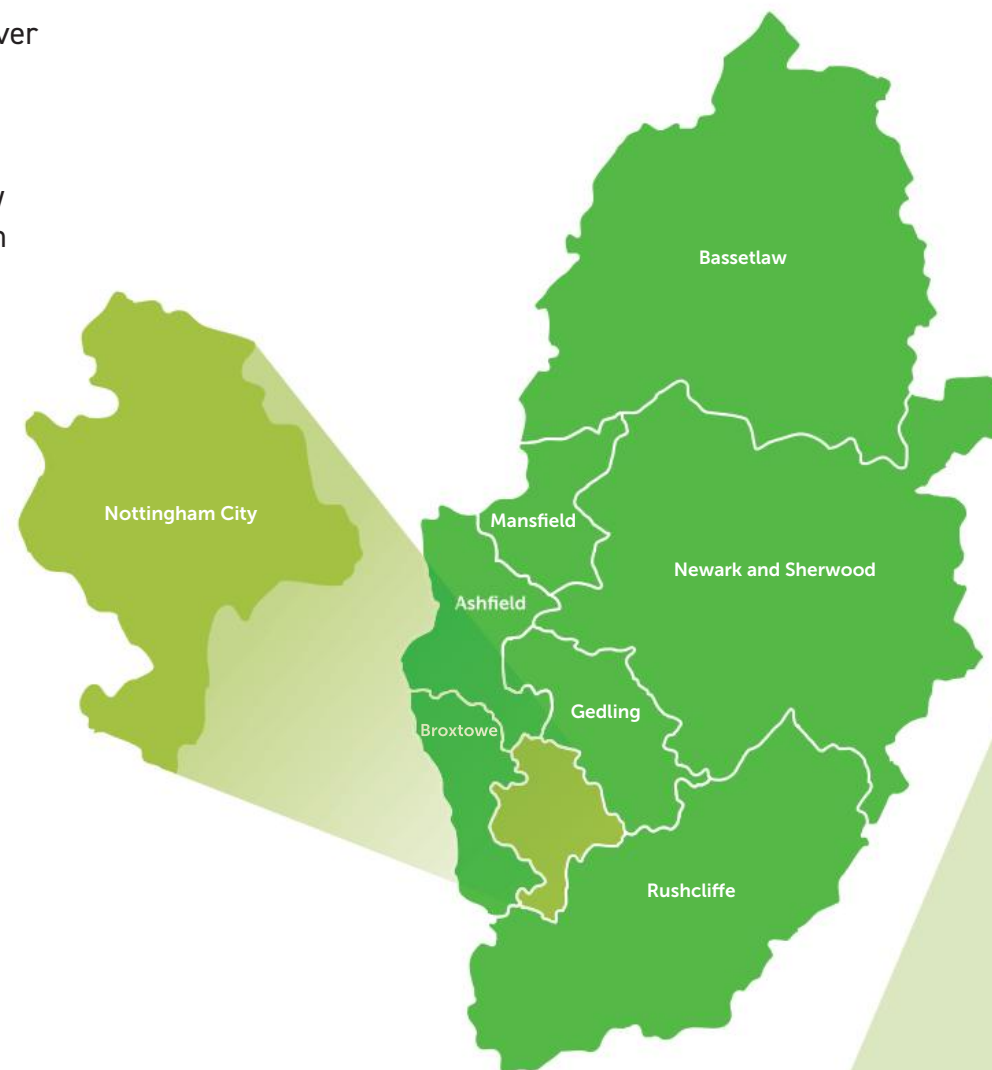 ver
Bassetlaw
Nottingham City
Mansfield
Newark and Sherwood
Ashfield
Gedling
Broxtowe
Rushcliffe